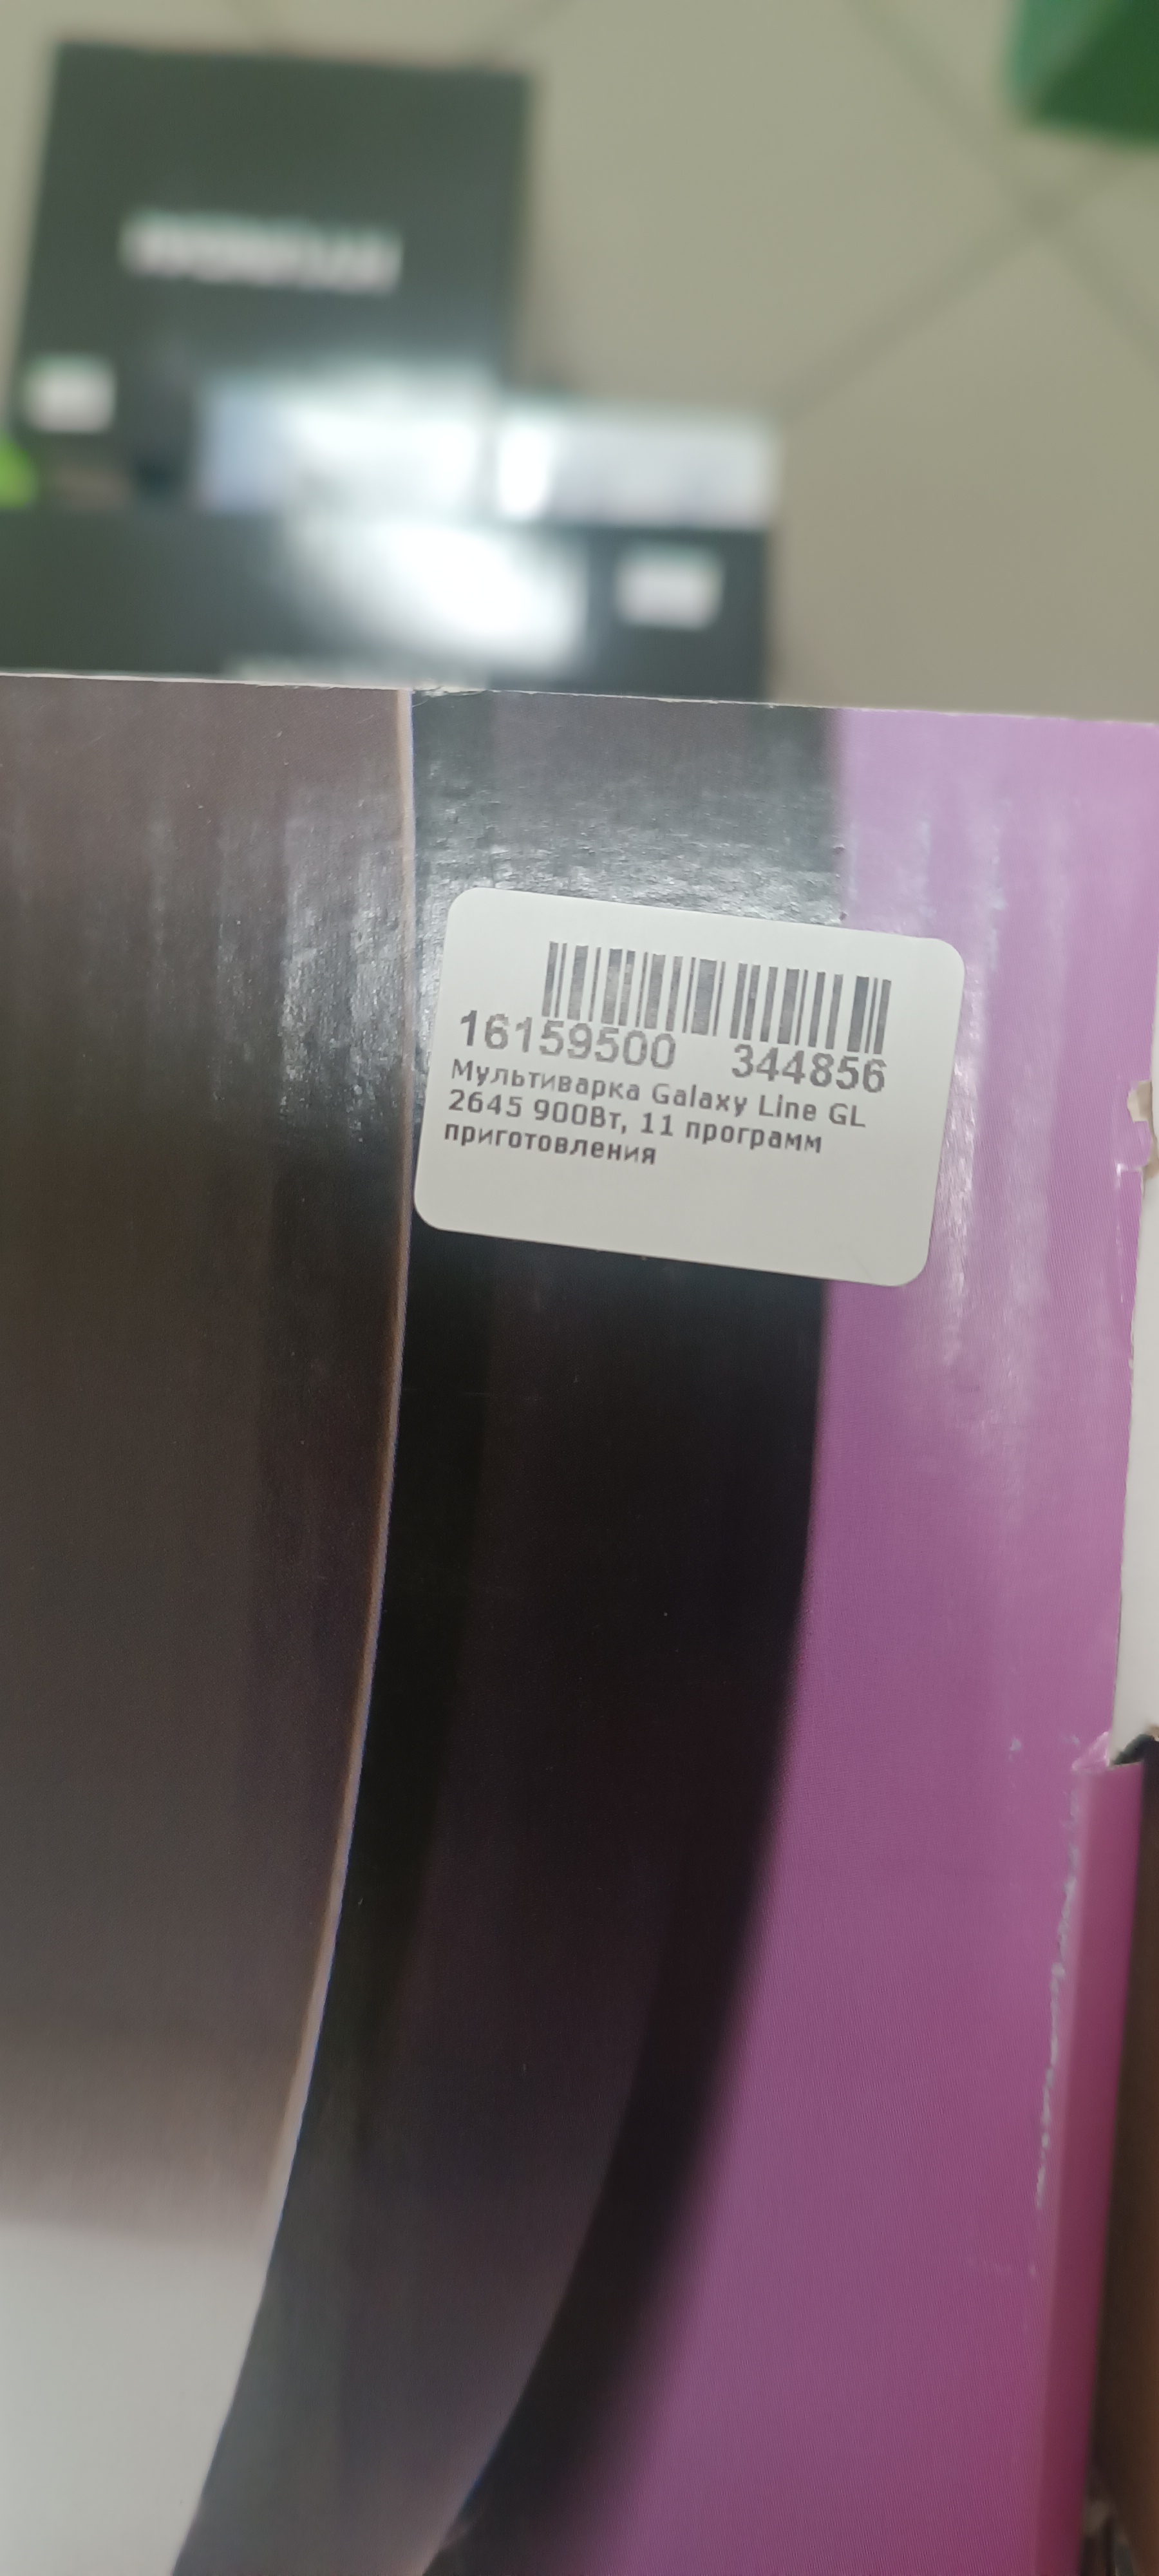 16159500 344856
Мультиварка Galaxy Line GL
2645 900Вт, 11 программ
приготовления